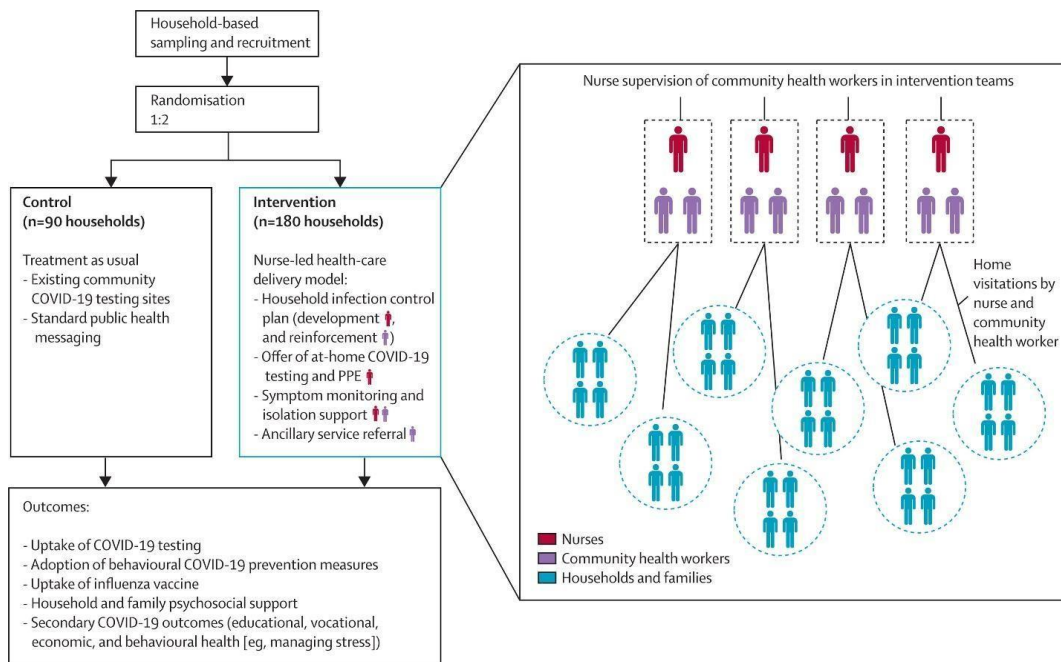 Household-based
sampling and recruitment
Randomisation
1:2
Control
(n=90 households)
Treatment as usual
- Existing community
COVID-19 testing sites
- Standard public health
messaging
Intervention
(n=180 households)
Nurse-led health-care
delivery model:
- Household infection control
plan (development ,
and reinforcement )
- Offer of at-home COVID-19
testing and PPE
- Symptom monitoring and
isolation support
- Ancillary service referral
Outcomes:
- Uptake of COVID-19 testing
- Adoption of behavioural COVID-19 prevention measures
- Uptake of influenza vaccine
- Household and family psychosocial support
- Secondary COVID-19 outcomes (educational, vocational,
economic, and behavioural health [eg, managing stress])
Nurse supervision of community health workers in intervention teams
Home
visitations by
nurse and
community
health worker
Nurses
Community health workers
Households and families